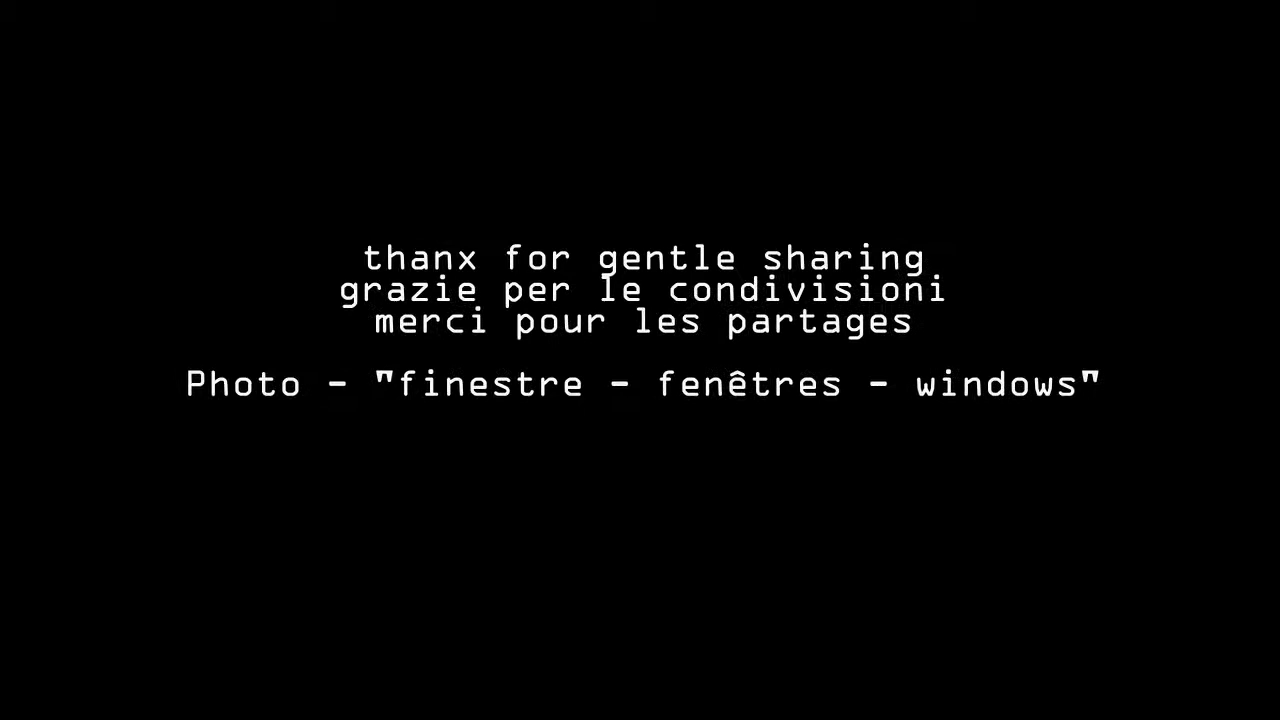 thanx for gentle sharing
grazie per le condivisioni
merci pour les partages
Photo - "finestre - fenêtres - windows"